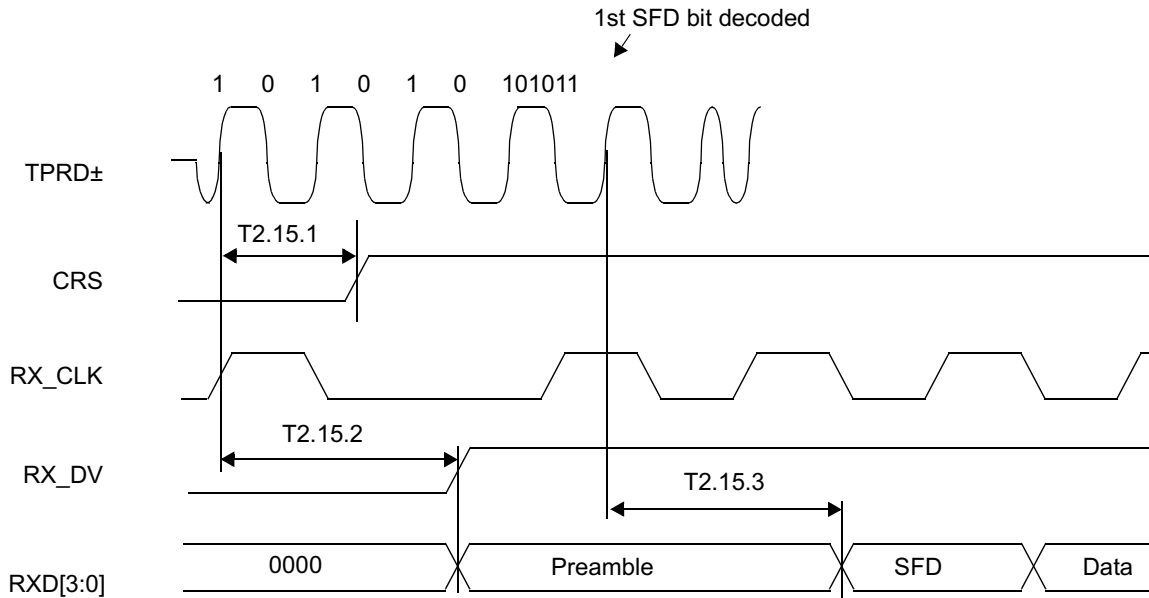 1st SFD bit decoded
1 0 1 0 1 0 101011
TPRD±
T2.15.1
CRS
RX_CLK
T2.15.2
RX_DV
T2.15.3
0000 Preamble SFD Data
RXD[3:0]